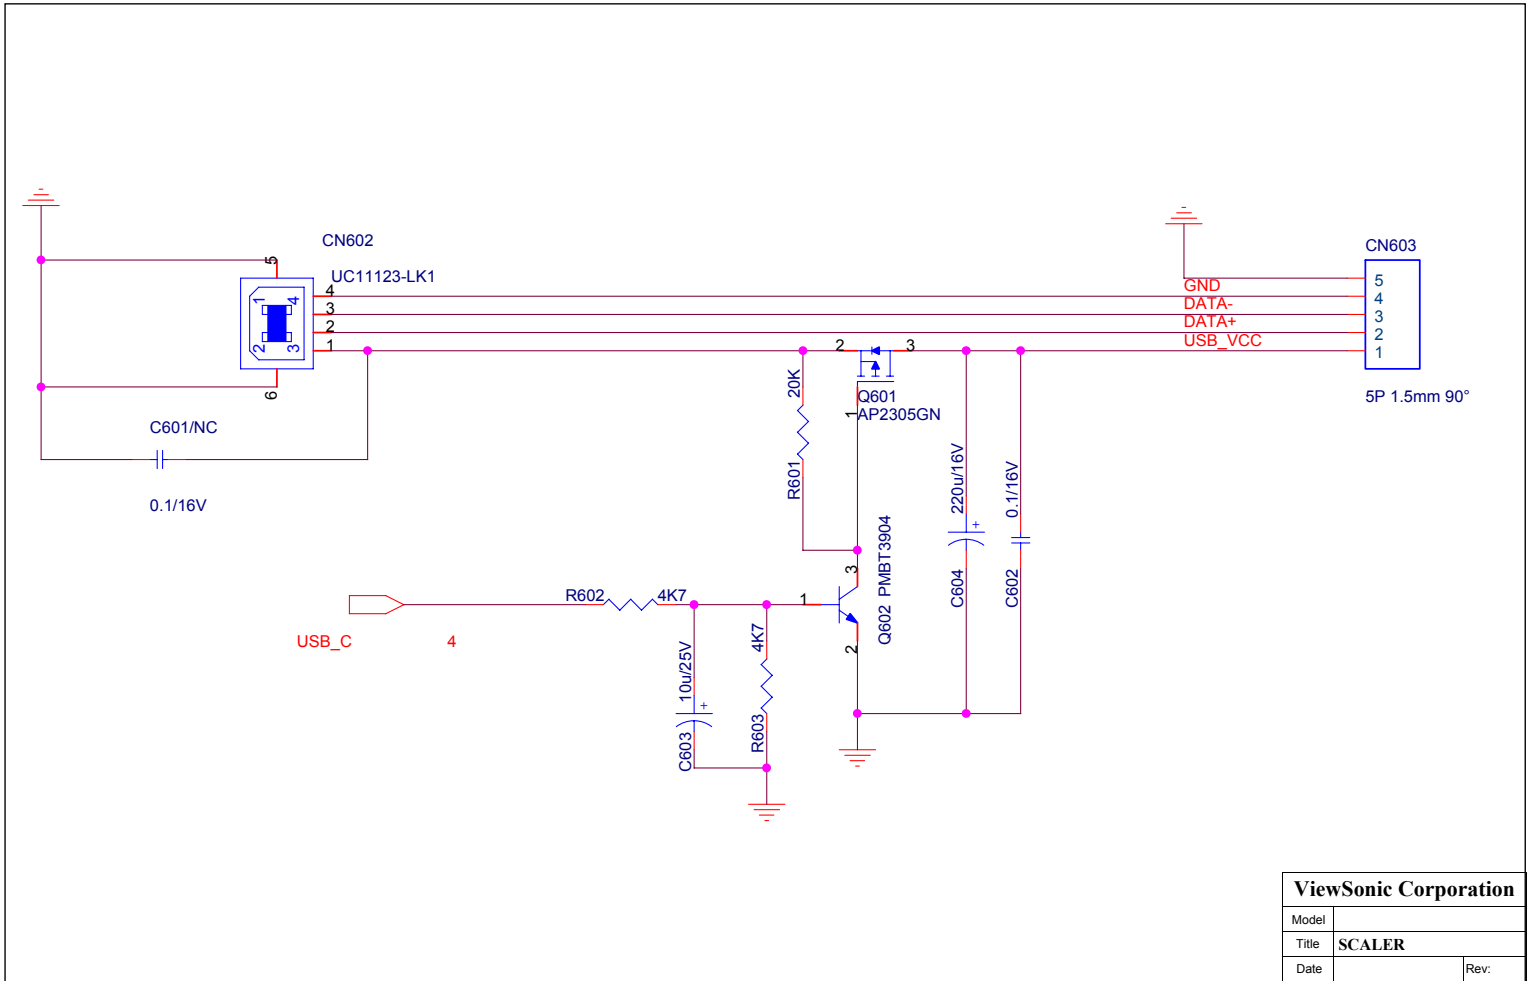 CN602
UC11123-LK1
5
4
3
2
1
6
1
4
2
3
C601/NC
0.1/16V
CN603
GND
DATA-
DATA+
USB_VCC
5
4
3
2
1
5P 1.5mm 90°
2
3
20K
R601
Q601
AP2305GN
1
220u/16V
+
C604
0.1/16V
C602
3
Q602 PMBT3904
1
2
R602
4K7
USB_C
4
10u/25V
+
C603
4K7
R603
ViewSonic Corporation
Model
Title SCALER
Date Rev: